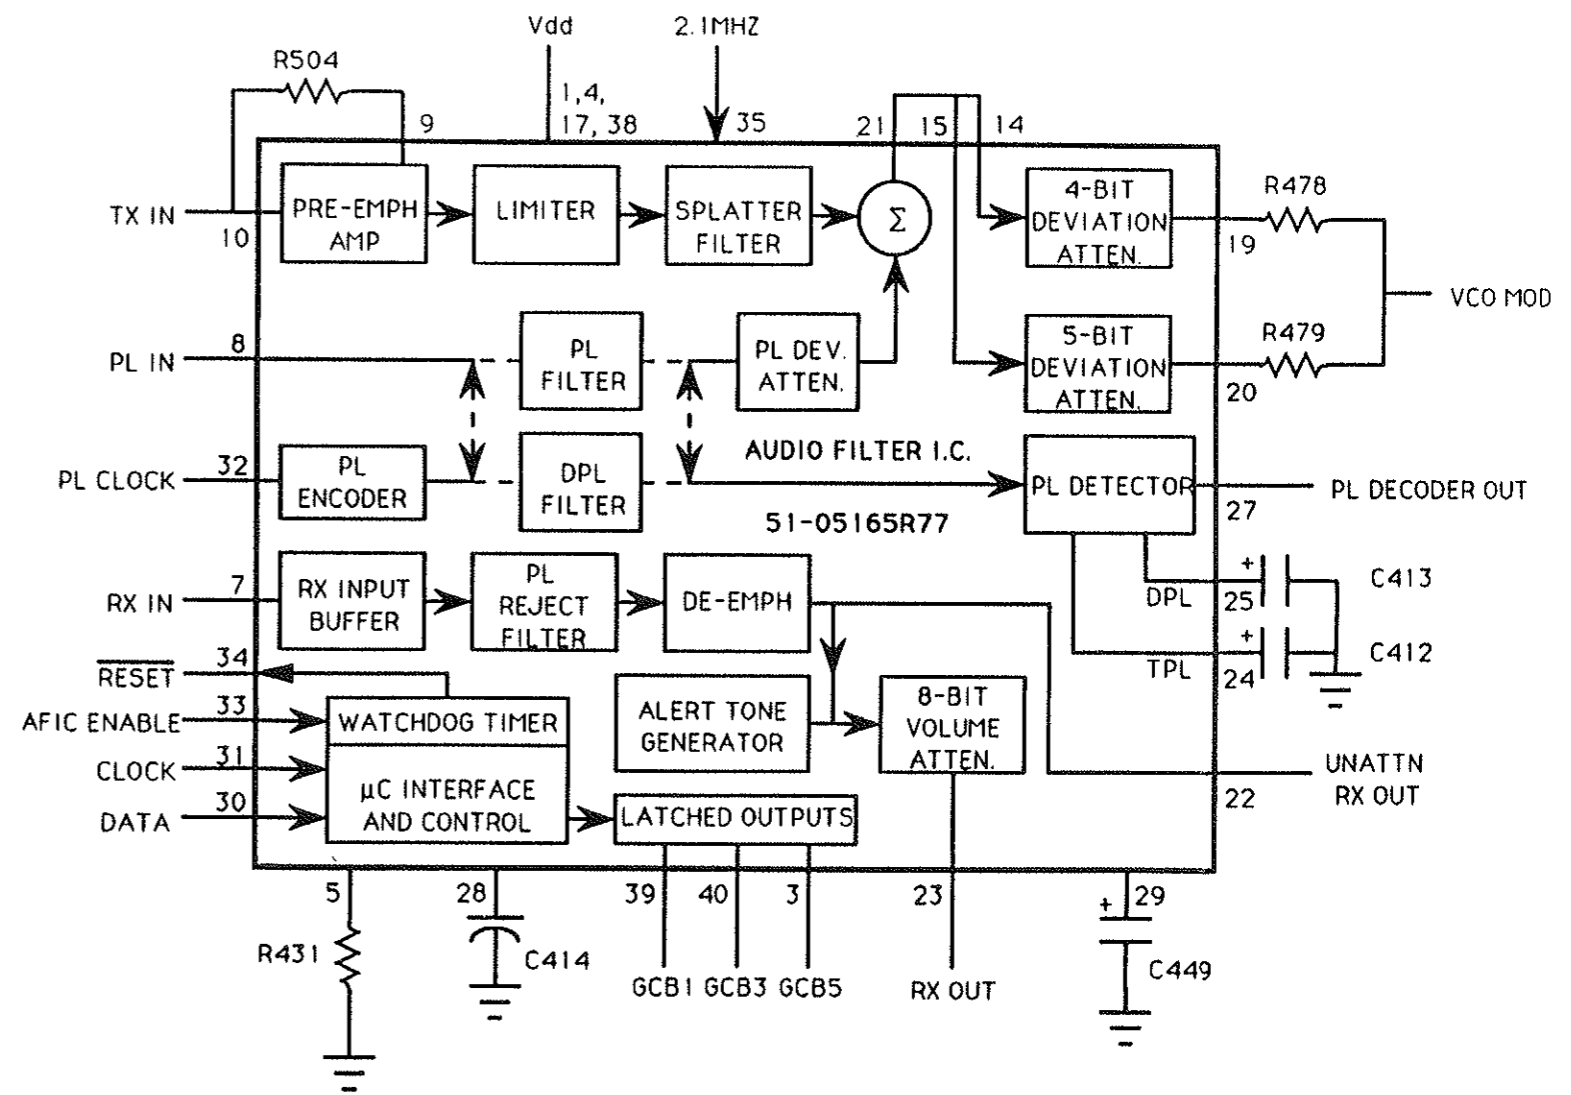 Vdd
2.1MHZ
R504
1,4,
17, 38
9
35
21
15
14
TX IN
10
PRE-EMPH
AMP
LIMITER
SPLATTER
FILTER
Σ
4-BIT
DEVIATION
ATTEN.
19
R478
VCO MOD
PL IN
8
PL
FILTER
PL DEV.
ATTEN.
5-BIT
DEVIATION
ATTEN.
20
R479
PL CLOCK
32
PL
ENCODER
DPL
FILTER
AUDIO FILTER I.C.
51-05165R77
PL DETECTOR
27
PL DECODER OUT
RX IN
7
RX INPUT
BUFFER
PL
REJECT
FILTER
DE-EMPH
DPL
25
+
C413
TPL
24
+
C412
RESET
34
AFIC ENABLE
33
WATCHDOG TIMER
CLOCK
31
DATA
30
µC INTERFACE
AND CONTROL
ALERT TONE
GENERATOR
8-BIT
VOLUME
ATTEN.
LATCHED OUTPUTS
UNATTN
RX OUT
22
5
R431
28
C414
39
40
3
GCB1
GCB3
GCB5
23
RX OUT
+
29
C449